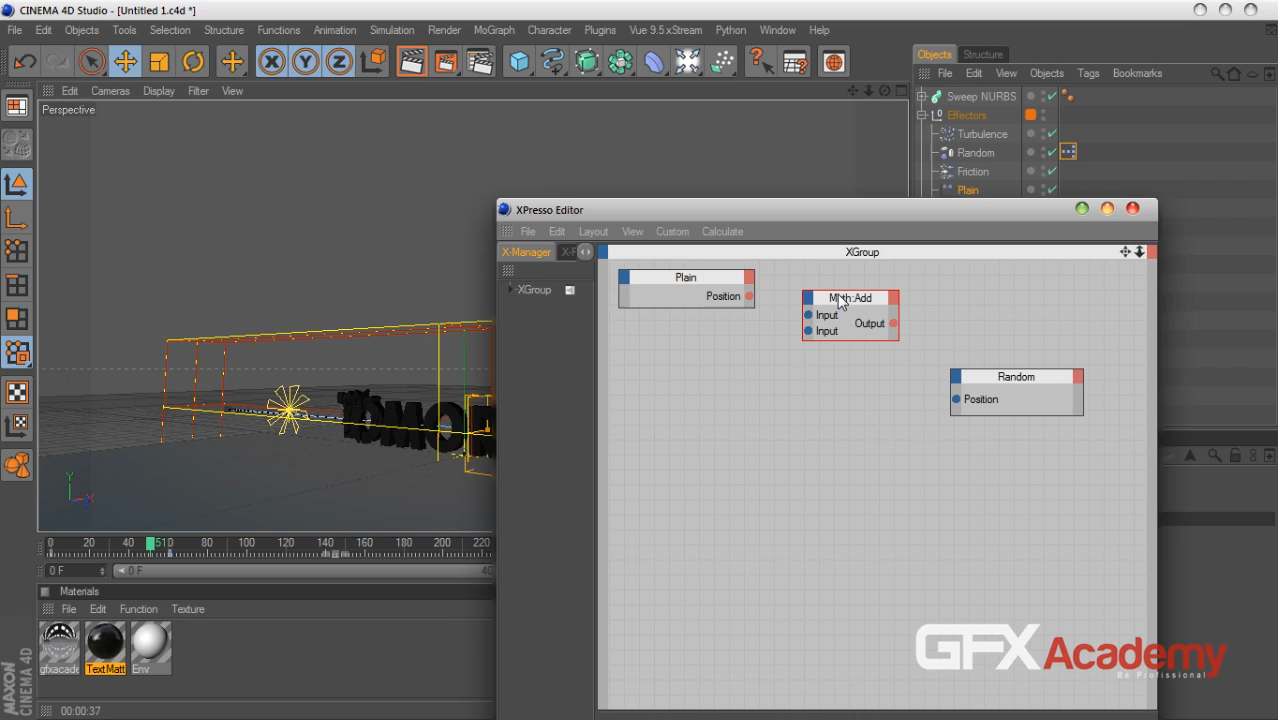 CINEMA 4D Studio - [Untitled 1.c4d *]
File Edit Objects Tools Selection Structure Functions Animation Simulation Render MoGraph Character Plugins Vue 9.5 xStream Python Window Help
X Y Z
Objects Structure
File Edit View Objects Tags Bookmarks
Edit Cameras Display Filter View
Perspective
Sweep NURBS
Effectors
Turbulence
Random
Friction
Plain
XPresso Editor
File Edit Layout View Custom Calculate
X-Manager
XGroup
XGroup
Plain
Position
Math:Add
Input
Input
Output
Random
Position
Y
X
0 20 40 510 80 100 120 140 160 180 200 220
0 F
0 F
Materials
File Edit Function Texture
gfxacade
TextMatt
Env
GFX Academy
Be Profissional
MAXON
CINEMA 4D
00:00:37